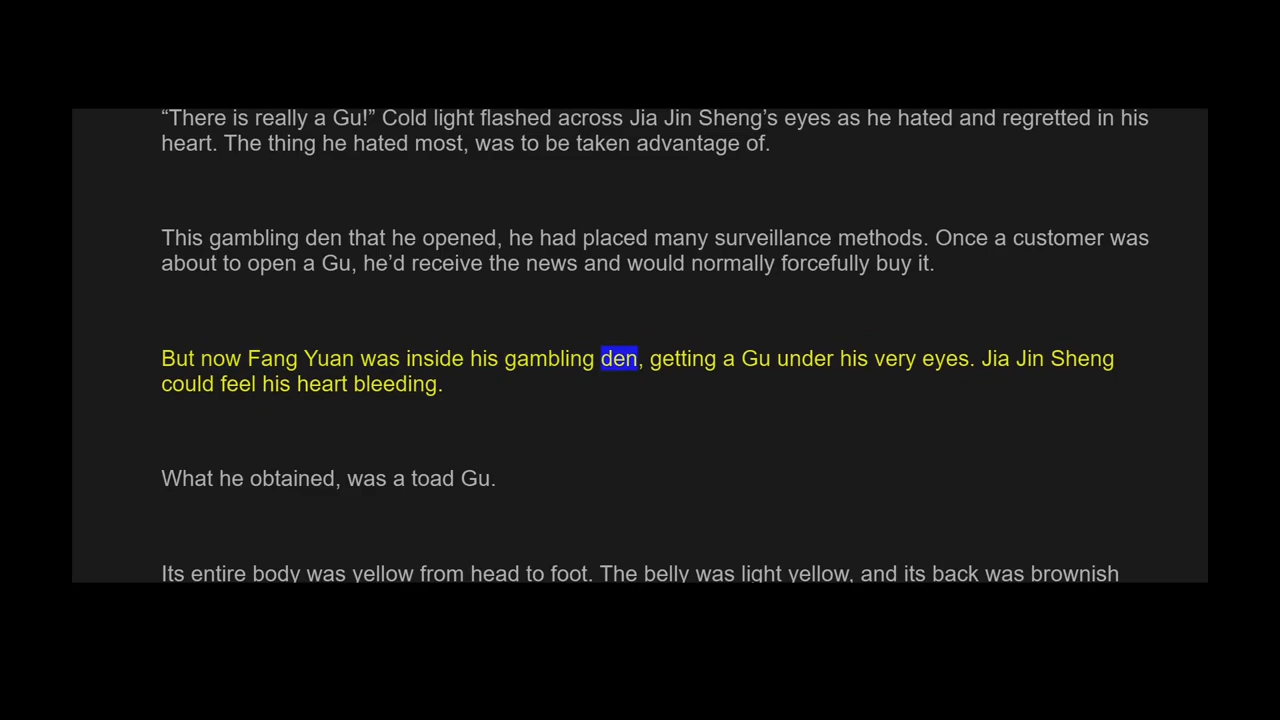 “There is really a Gu!” Cold light flashed across Jia Jin Sheng’s eyes as he hated and regretted in his
heart. The thing he hated most, was to be taken advantage of.
This gambling den that he opened, he had placed many surveillance methods. Once a customer was
about to open a Gu, he’d receive the news and would normally forcefully buy it.
But now Fang Yuan was inside his gambling den, getting a Gu under his very eyes. Jia Jin Sheng
could feel his heart bleeding.
What he obtained, was a toad Gu.
Its entire body was yellow from head to foot. The belly was light yellow, and its back was brownish